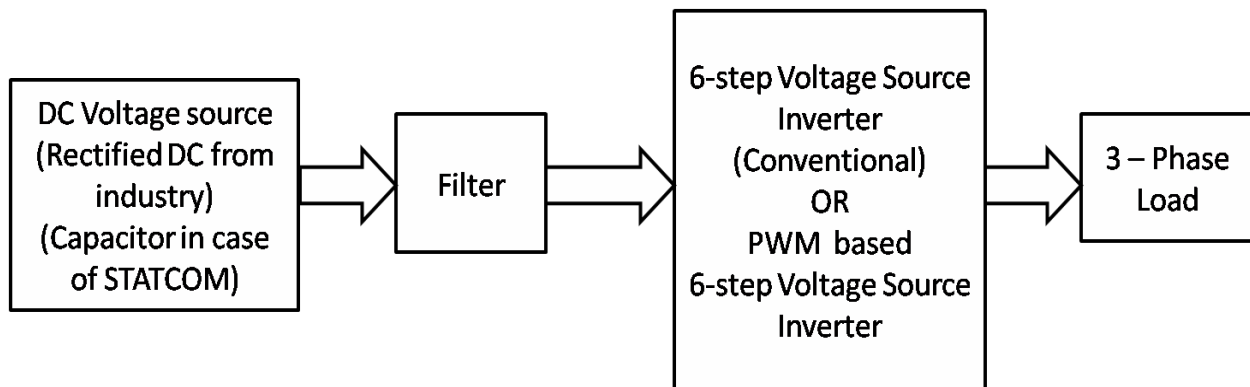 DC Voltage source
(Rectified DC from
industry)
(Capacitor in case
of STATCOM)
Filter
6-step Voltage Source
Inverter
(Conventional)
OR
PWM based
6-step Voltage Source
Inverter
3 – Phase
Load